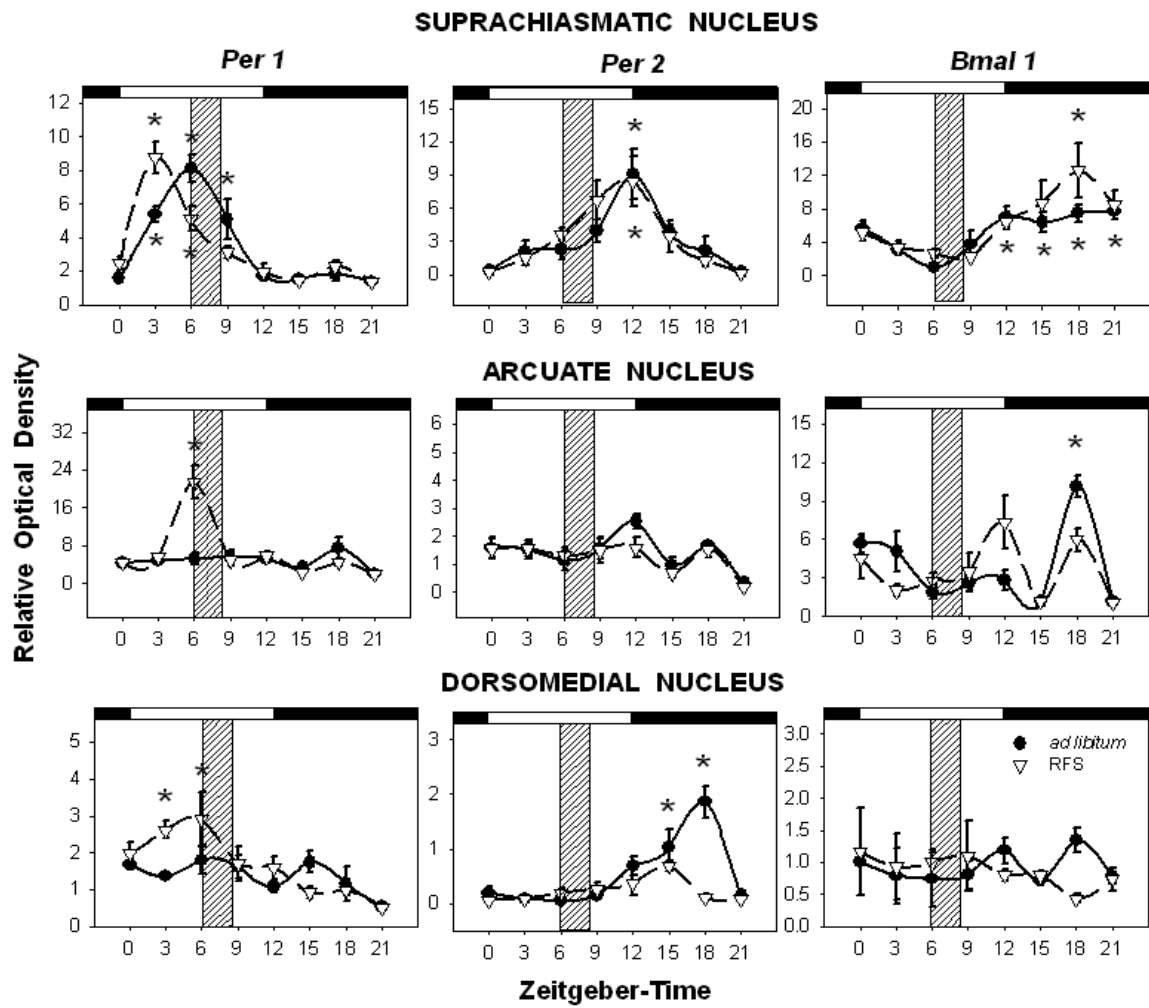 SUPRACHIASMATIC NUCLEUS
Per 1
Per 2
Bmal 1
12
10
8
6
4
2
0
0 3 6 9 12 15 18 21
* * *
* *
15
12
9
6
3
0
0 3 6 9 12 15 18 21
*
*
20
16
12
8
4
0
0 3 6 9 12 15 18 21
*
* * * *
Relative Optical Density
ARCUATE NUCLEUS
32
24
16
8
0
0 3 6 9 12 15 18 21
*
6
5
4
3
2
1
0
0 3 6 9 12 15 18 21
15
12
9
6
3
0
0 3 6 9 12 15 18 21
*
DORSOMEDIAL NUCLEUS
5
4
3
2
1
0
0 3 6 9 12 15 18 21
* *
3
2
1
0
0 3 6 9 12 15 18 21
* *
3.0
2.5
2.0
1.5
1.0
0.5
0.0
0 3 6 9 12 15 18 21
ad libitum
RFS
Zeitgeber-Time